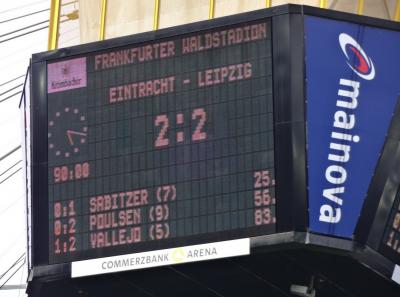 FRANKFURTER WALDSTADION
Krombacher
EINTRACHT - LEIPZIG
2:2
90:00
0:1 SABITZER (7) 25.
0:2 POULSEN (9) 56.
1:2 VALLEJO (5) 83.
COMMERZBANK ARENA
mainova